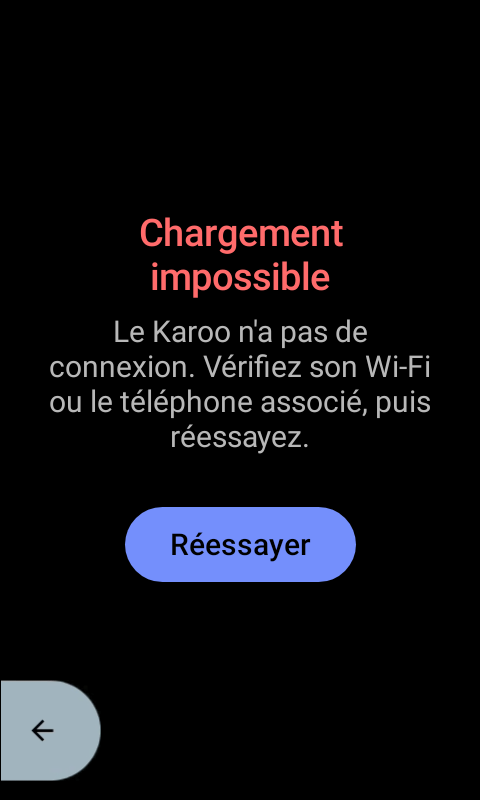 Chargement
impossible
Le Karoo n'a pas de
connexion. Vérifiez son Wi-Fi
ou le téléphone associé, puis
réessayez.
Réessayer